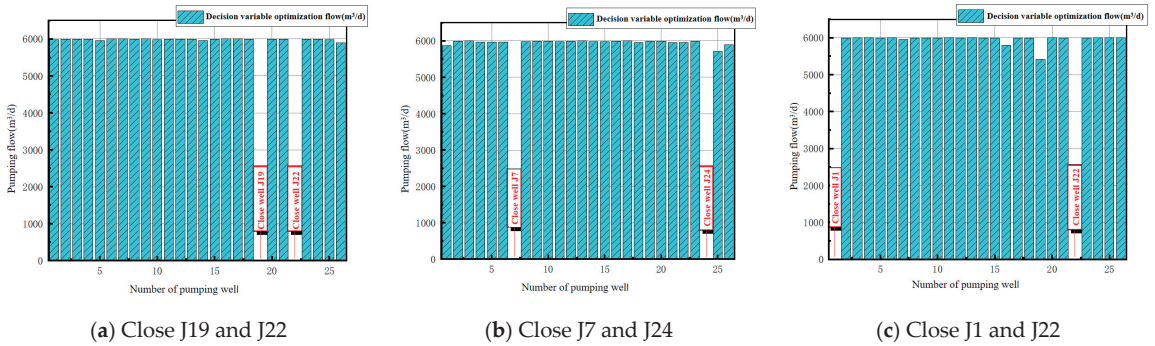 Decision variable optimization flow(m³/d)
Pumping flow(m³/d)
6000
5000
4000
3000
2000
1000
0
Close well J19
Close well J22
5
10
15
20
25
Number of pumping well
(a) Close J19 and J22
Decision variable optimization flow(m³/d)
Pumping flow(m³/d)
6000
5000
4000
3000
2000
1000
0
Close well J7
Close well J24
5
10
15
20
25
Number of pumping well
(b) Close J7 and J24
Decision variable optimization flow(m³/d)
Pumping flow(m³/d)
6000
5000
4000
3000
2000
1000
0
Close well J1
Close well J22
5
10
15
20
25
Number of pumping well
(c) Close J1 and J22